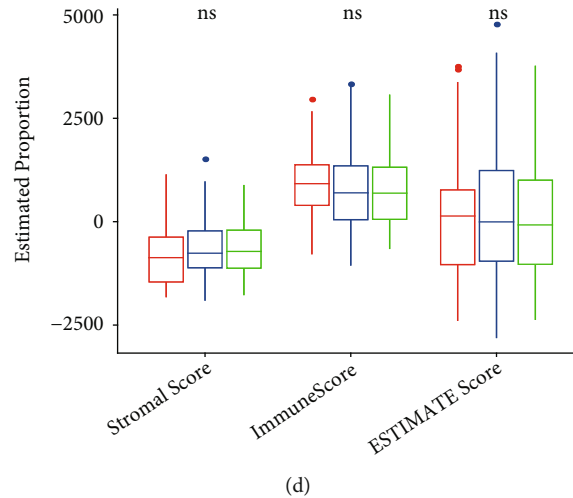 5000
ns
ns
ns
2500
0
−2500
Estimated Proportion
Stromal Score
ImmuneScore
ESTIMATE Score
(d)